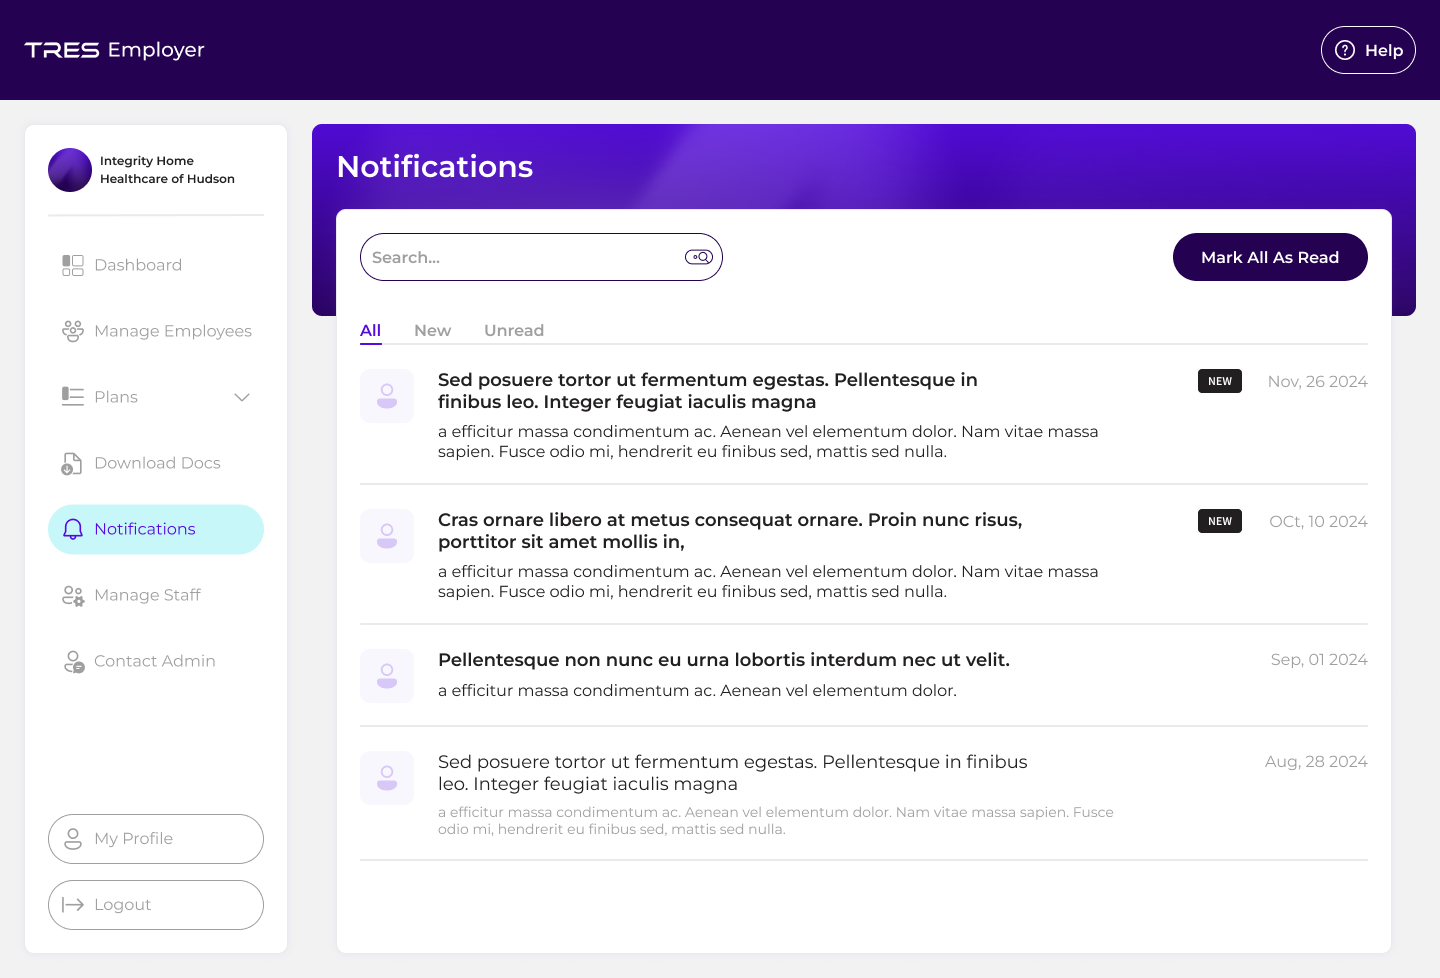 TRES Employer
Help
Integrity Home
Healthcare of Hudson
Dashboard
Manage Employees
Plans
Download Docs
Notifications
Manage Staff
Contact Admin
My Profile
Logout
Notifications
Search...
Mark All As Read
All New Unread
Sed posuere tortor ut fermentum egestas. Pellentesque in
finibus leo. Integer feugiat iaculis magna
a efficitur massa condimentum ac. Aenean vel elementum dolor. Nam vitae massa
sapien. Fusce odio mi, hendrerit eu finibus sed, mattis sed nulla.
NEW
Nov, 26 2024
Cras ornare libero at metus consequat ornare. Proin nunc risus,
porttitor sit amet mollis in,
a efficitur massa condimentum ac. Aenean vel elementum dolor. Nam vitae massa
sapien. Fusce odio mi, hendrerit eu finibus sed, mattis sed nulla.
NEW
OCt, 10 2024
Pellentesque non nunc eu urna lobortis interdum nec ut velit.
a efficitur massa condimentum ac. Aenean vel elementum dolor.
Sep, 01 2024
Sed posuere tortor ut fermentum egestas. Pellentesque in finibus
leo. Integer feugiat iaculis magna
a efficitur massa condimentum ac. Aenean vel elementum dolor. Nam vitae massa sapien. Fusce
odio mi, hendrerit eu finibus sed, mattis sed nulla.
Aug, 28 2024